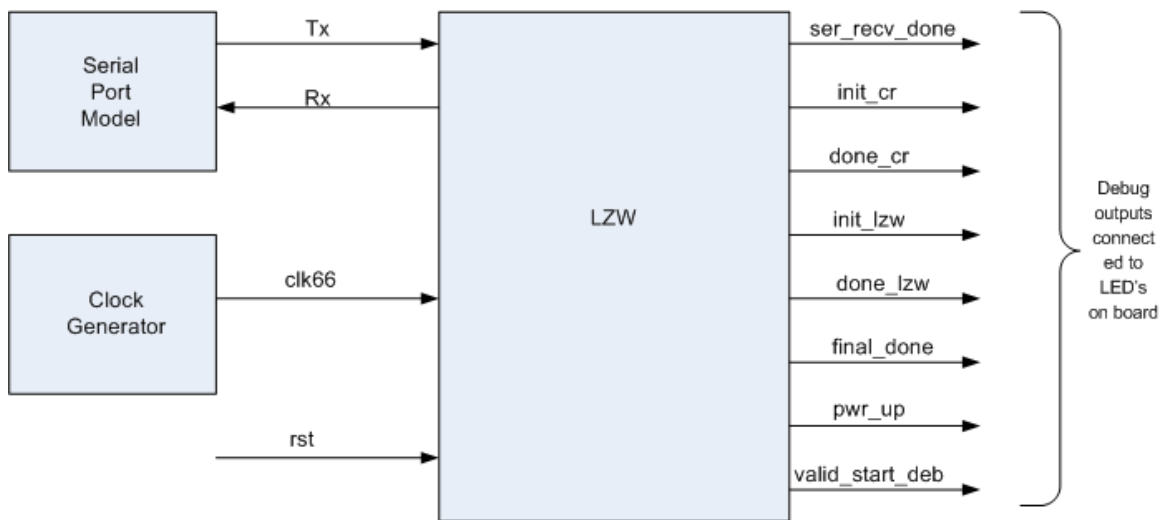 Serial
Port
Model
Tx
Rx
Clock
Generator
clk66
rst
LZW
ser_recv_done
init_cr
done_cr
init_lzw
done_lzw
final_done
pwr_up
valid_start_deb
Debug
outputs
connect
ed to
LED's
on board